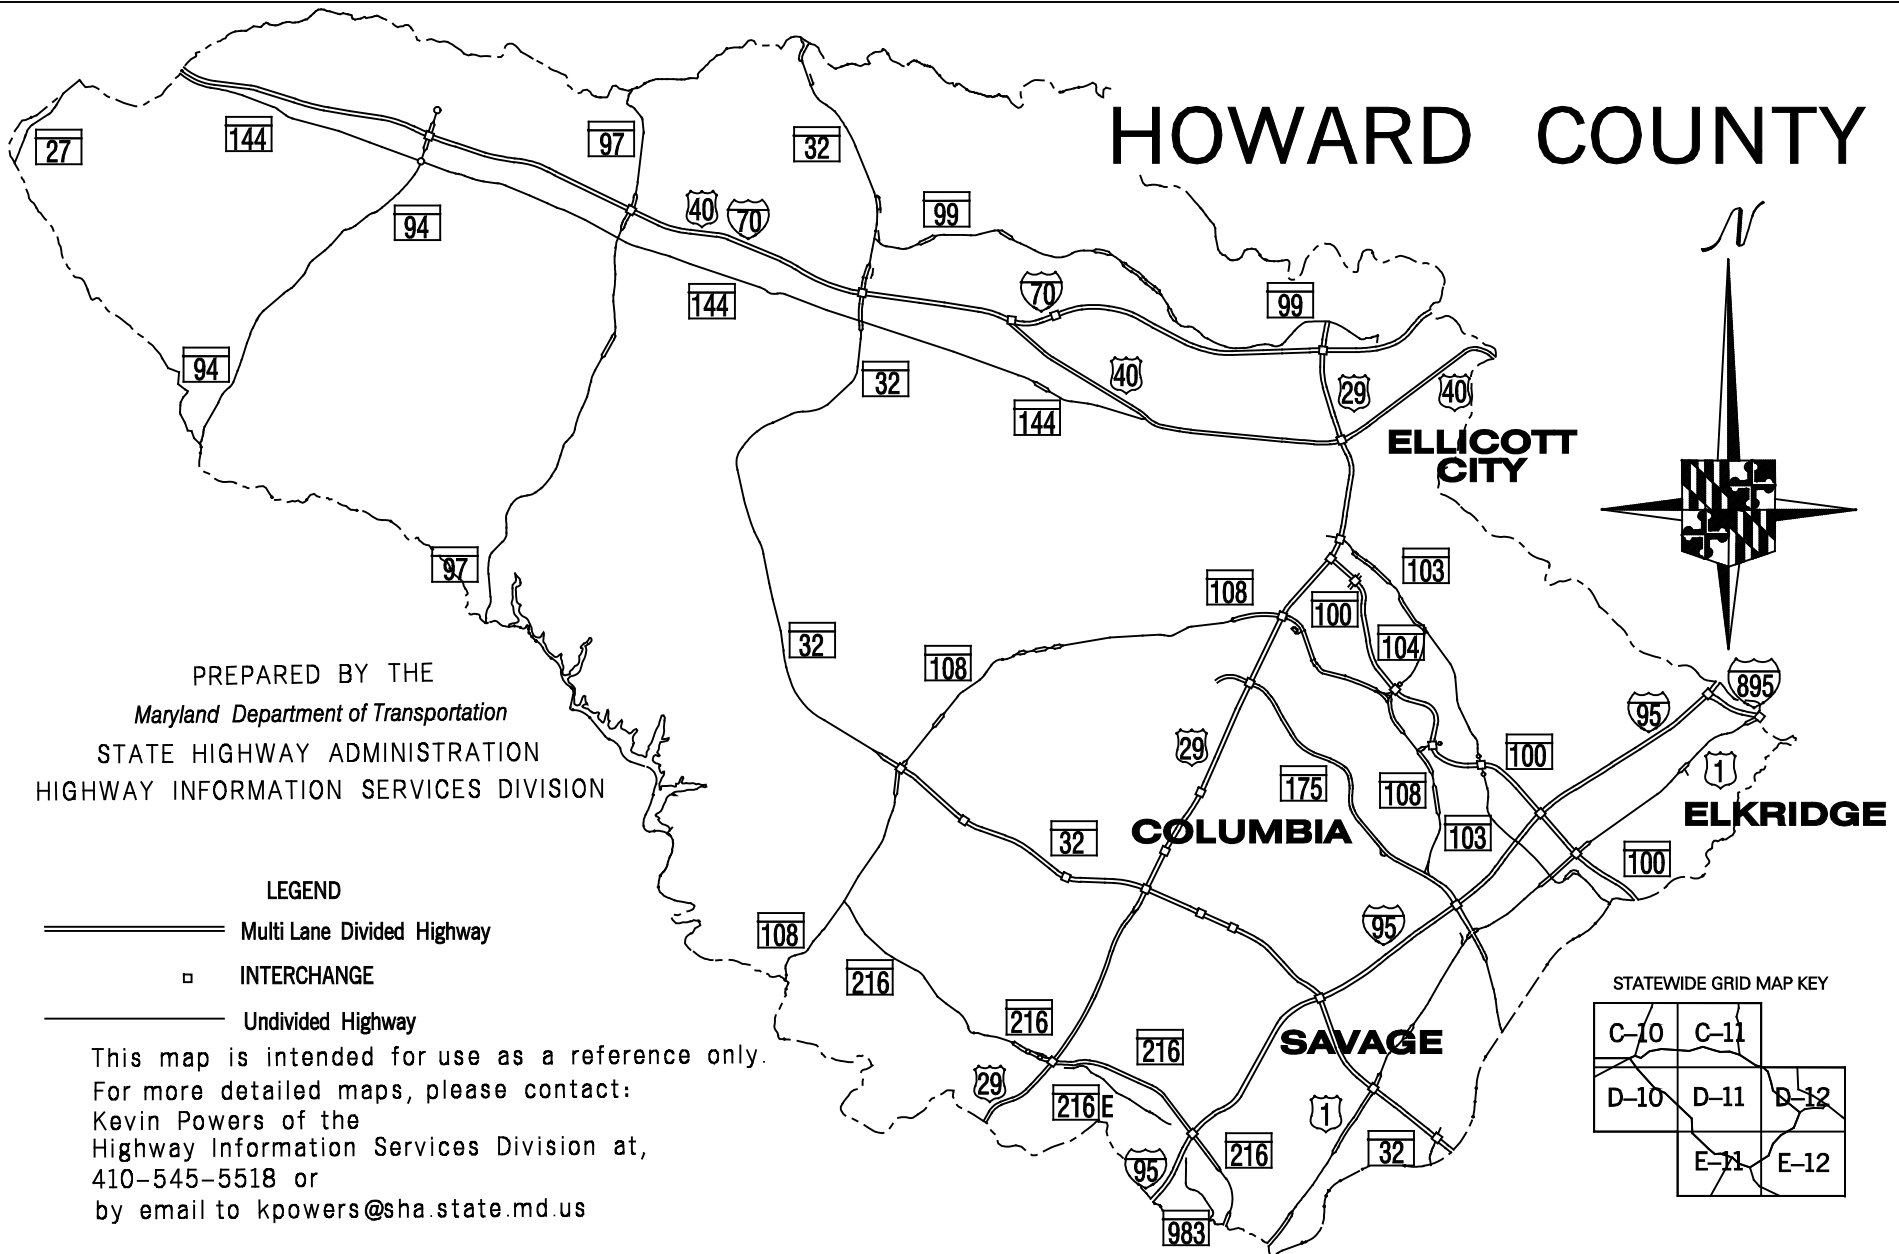 HOWARD COUNTY
N
27
144
97
32
94
40
70
99
144
70
99
94
32
40
29
40
144
ELLICOTT
CITY
97
103
108
100
104
32
108
895
95
29
100
175
108
1
COLUMBIA
103
ELKRIDGE
32
100
PREPARED BY THE
Maryland Department of Transportation
STATE HIGHWAY ADMINISTRATION
HIGHWAY INFORMATION SERVICES DIVISION
LEGEND
Multi Lane Divided Highway
INTERCHANGE
Undivided Highway
This map is intended for use as a reference only.
For more detailed maps, please contact:
Kevin Powers of the
Highway Information Services Division at,
410-545-5518 or
by email to kpowers@sha.state.md.us
108
95
216
216
SAVAGE
216
29
216 E
1
95
216
32
983
STATEWIDE GRID MAP KEY
C-10 C-11
D-10 D-11 D-12
E-11 E-12